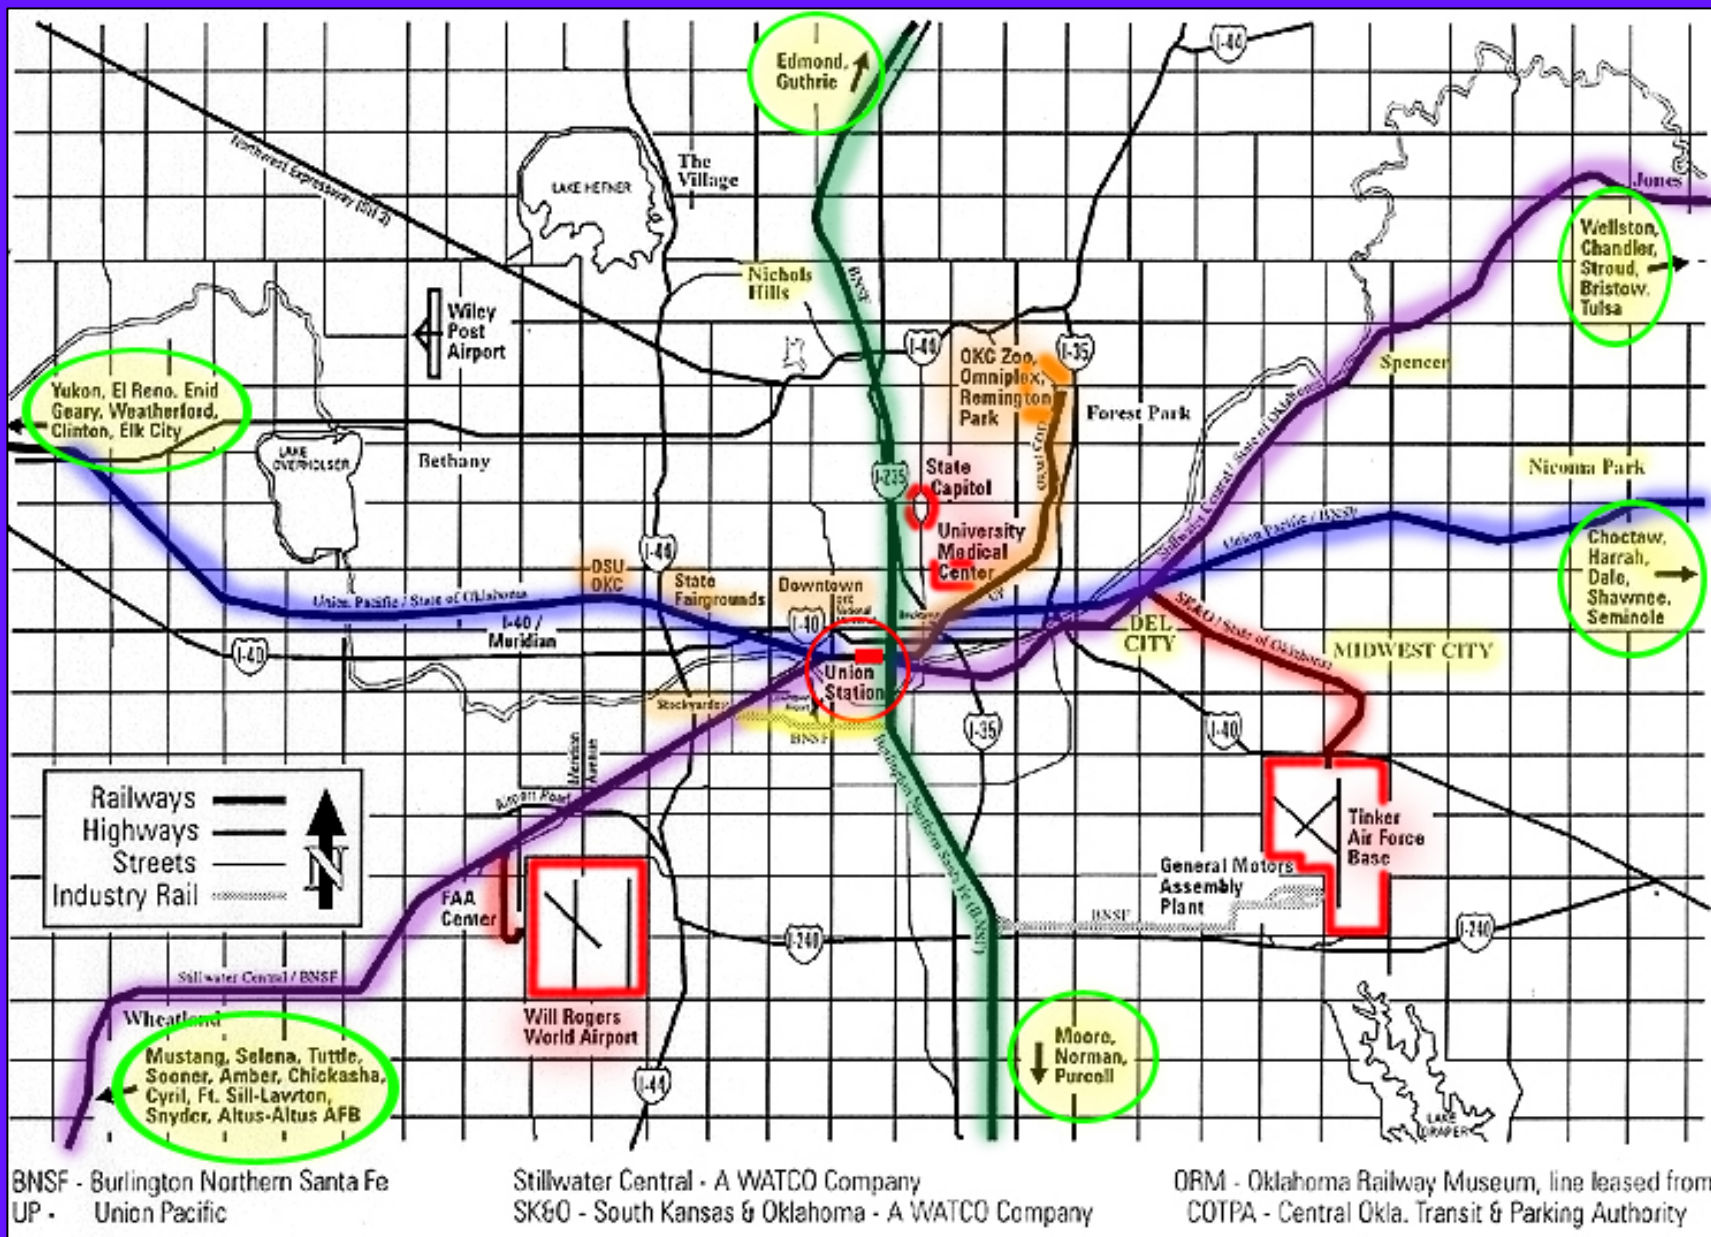 Edmond,
Guthrie
I-44
Northwest Expressway (SH 3)
LAKE HEFNER
The
Village
Jones
Wellston,
Chandler,
Stroud,
Bristow.
Tulsa
Nichols
Hills
BNSF
Wiley
Post
Airport
I-44
OKC Zoo,
Omniplex,
Remington
Park
I-35
Spencer
Forest Park
Yukon, El Reno. Enid
Geary, Weatherford,
Clinton, Elk City
LAKE
OVERHOLSER
Bethany
I-235
State
Capitol
Nicoma Park
Stillwater Central / State of Oklahoma
Union Pacific / BNSF
University
Medical
Center
Choctaw,
Harrah,
Dale,
Shawnee,
Seminole
I-44
OSU
OKC
State
Fairgrounds
Downtown
Union Pacific / State of Oklahoma
UP
I-40 /
Meridian
I-40
I-40
DEL
CITY
SK&O / State of Oklahoma
MIDWEST CITY
Union
Station
Stockyards
BNSF
I-35
I-40
Meridian
Avenue
Airport Road
Burlington Northern Santa Fe (BNSF)
Railways
Highways
Streets
Industry Rail
N
Tinker
Air Force
Base
General Motors
Assembly
Plant
FAA
Center
BNSF
I-240
I-240
Stillwater Central / BNSF
Wheatland
Will Rogers
World Airport
Mustang, Selena, Tuttle,
Sooner, Amber, Chickasha,
Cyril, Ft. Sill-Lawton,
Snyder, Altus-Altus AFB
I-44
Moore,
Norman,
Purcell
LAKE
DRAPER
BNSF - Burlington Northern Santa Fe
UP - Union Pacific
Stillwater Central - A WATCO Company
SK&O - South Kansas & Oklahoma - A WATCO Company
ORM - Oklahoma Railway Museum, line leased from
COTPA - Central Okla. Transit & Parking Authority